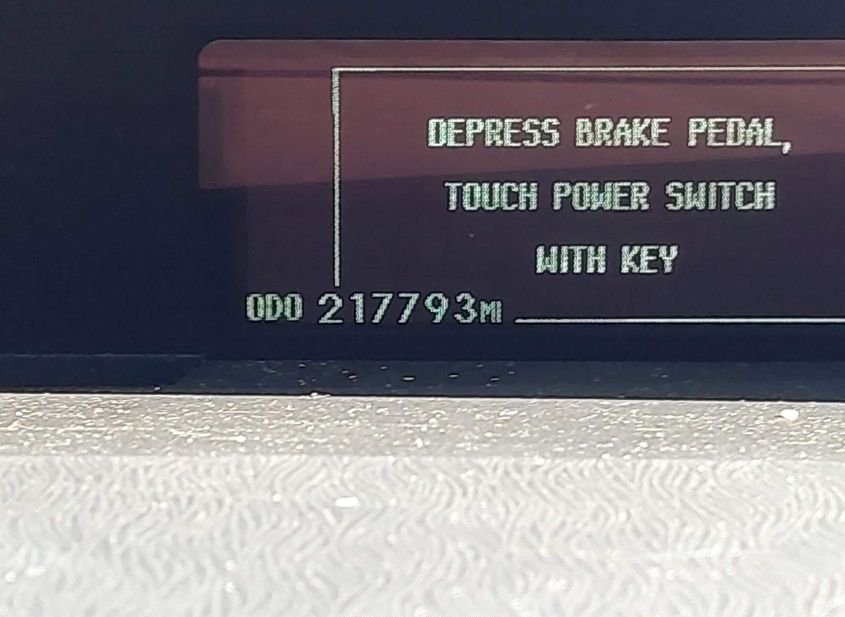 DEPRESS BRAKE PEDAL,
TOUCH POWER SWITCH
WITH KEY
ODO 217793MI